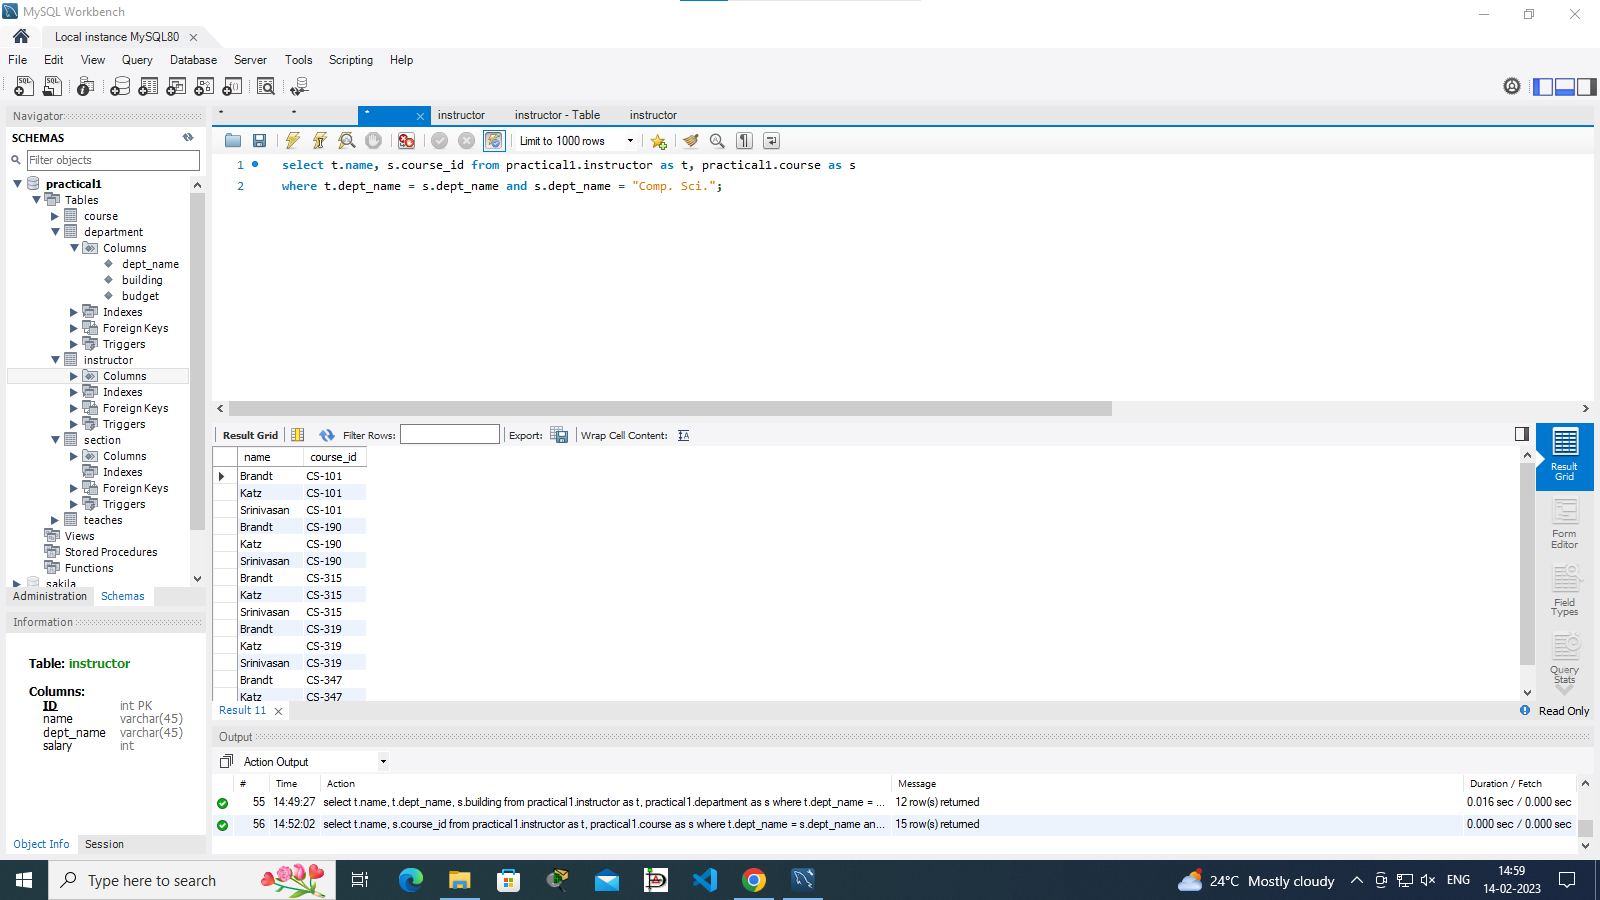 MySQL Workbench
Local instance MySQL80
File Edit View Query Database Server Tools Scripting Help
Navigator
SCHEMAS
Filter objects
practical1
Tables
course
department
Columns
dept_name
building
budget
Indexes
Foreign Keys
Triggers
instructor
Columns
Indexes
Foreign Keys
Triggers
section
Columns
Indexes
Foreign Keys
Triggers
teaches
Views
Stored Procedures
Functions
sakila
Administration Schemas
Information
Table: instructor
Columns:
ID int PK
name varchar(45)
dept_name varchar(45)
salary int
Object Info Session
instructor instructor - Table instructor
Limit to 1000 rows
1 select t.name, s.course_id from practical1.instructor as t, practical1.course as s
2 where t.dept_name = s.dept_name and s.dept_name = "Comp. Sci.";
Result Grid Filter Rows: Export: Wrap Cell Content:
name course_id
Brandt CS-101
Katz CS-101
Srinivasan CS-101
Brandt CS-190
Katz CS-190
Srinivasan CS-190
Brandt CS-315
Katz CS-315
Srinivasan CS-315
Brandt CS-319
Katz CS-319
Srinivasan CS-319
Brandt CS-347
Katz CS-347
Result Grid
Form Editor
Field Types
Query Stats
Result 11
Read Only
Output
Action Output
# Time Action Message Duration / Fetch
55 14:49:27 select t.name, t.dept_name, s.building from practical1.instructor as t, practical1.department as s where t.dept_name = ... 12 row(s) returned 0.016 sec / 0.000 sec
56 14:52:02 select t.name, s.course_id from practical1.instructor as t, practical1.course as s where t.dept_name = s.dept_name an... 15 row(s) returned 0.000 sec / 0.000 sec
Type here to search
24°C Mostly cloudy
ENG
14:59
14-02-2023